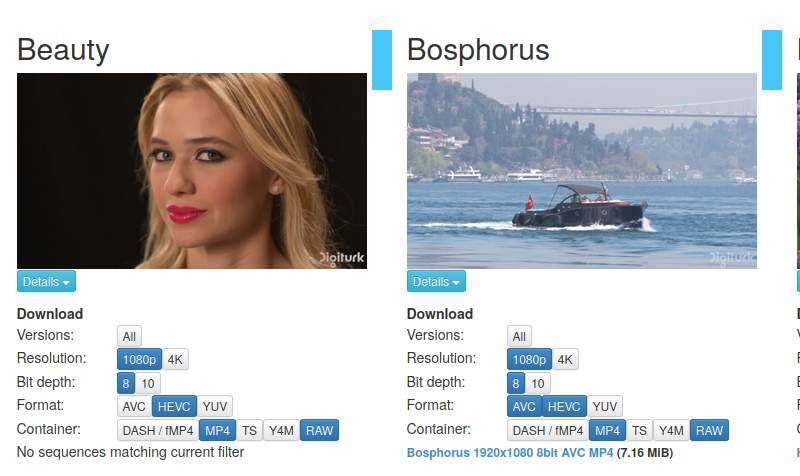 Beauty
Digiturk
Details
Download
Versions: All
Resolution: 1080p 4K
Bit depth: 8 10
Format: AVC HEVC YUV
Container: DASH / fMP4 MP4 TS Y4M RAW
No sequences matching current filter
Bosphorus
Digiturk
Details
Download
Versions: All
Resolution: 1080p 4K
Bit depth: 8 10
Format: AVC HEVC YUV
Container: DASH / fMP4 MP4 TS Y4M RAW
Bosphorus 1920x1080 8bit AVC MP4 (7.16 MiB)